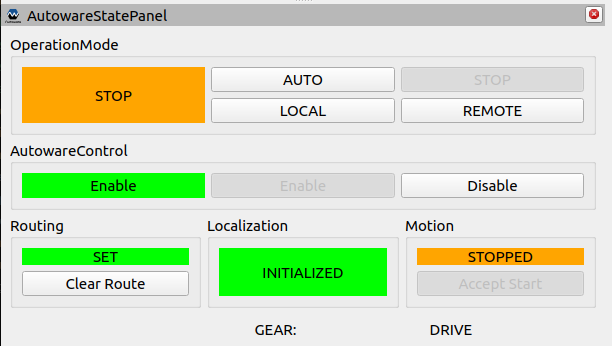 AutowareStatePanel
OperationMode
STOP AUTO STOP
LOCAL REMOTE
AutowareControl
Enable Enable Disable
Routing Localization Motion
SET INITIALIZED STOPPED
Clear Route Accept Start
GEAR: DRIVE